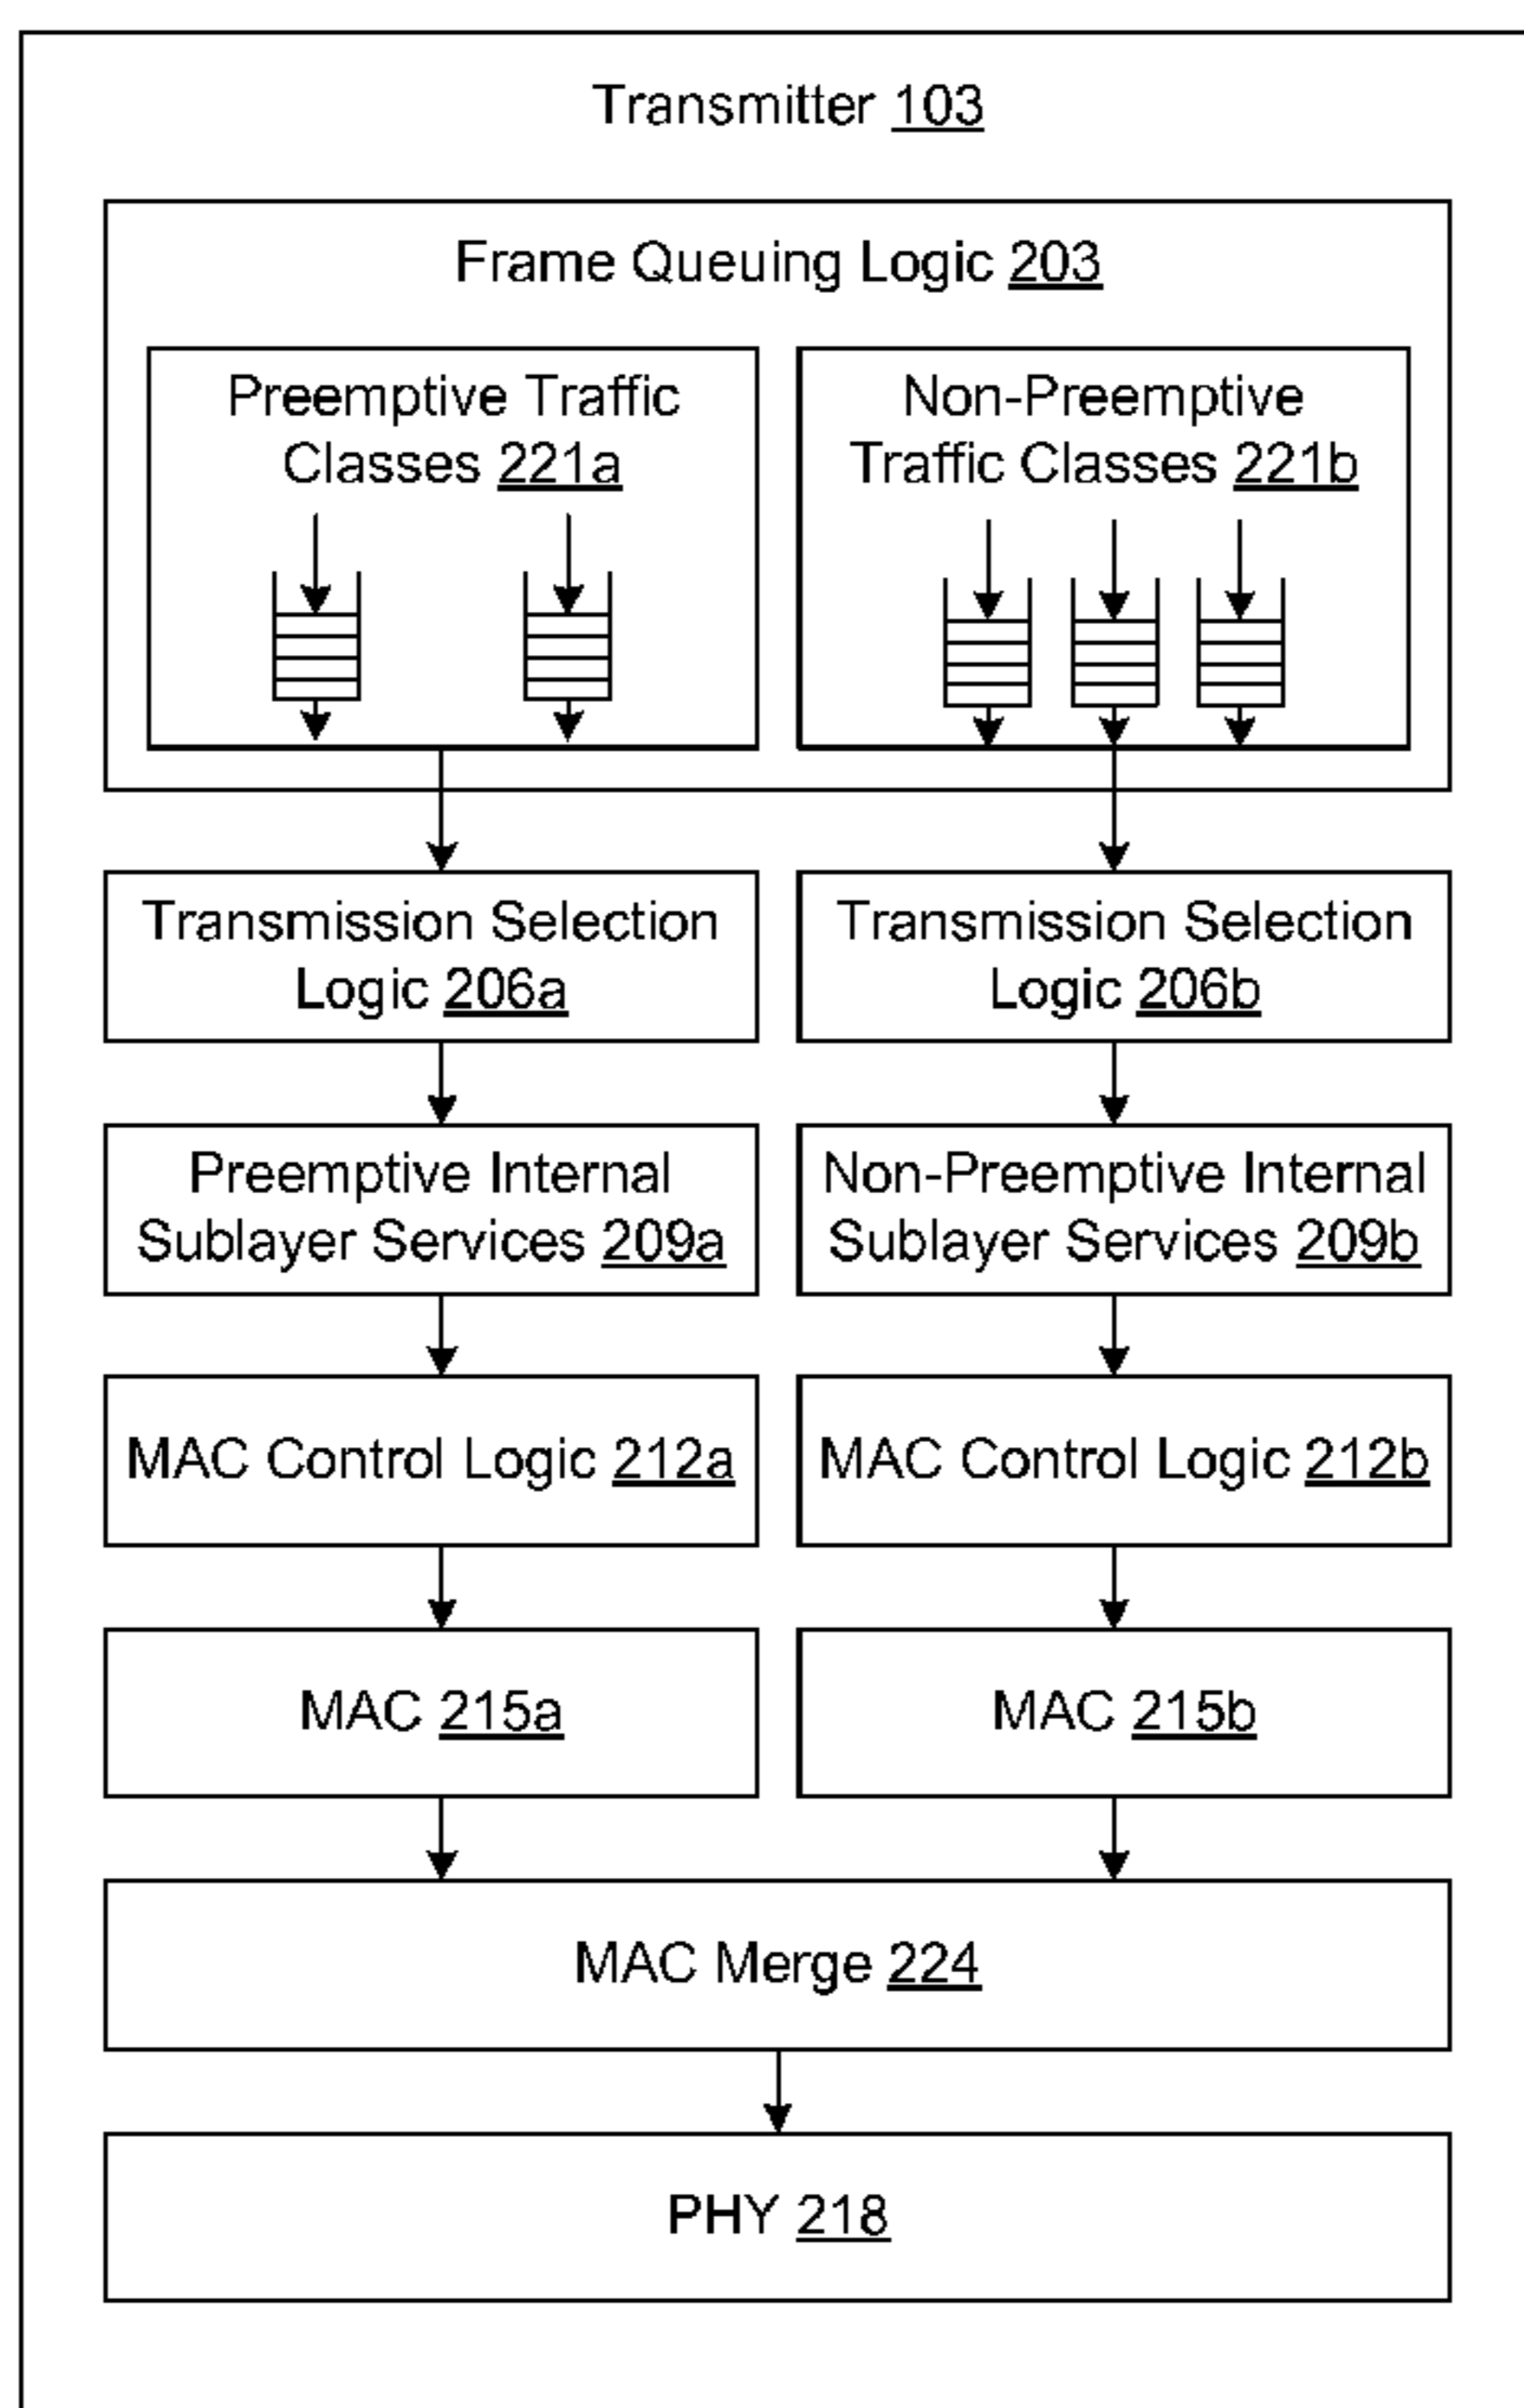 Transmitter 103
Frame Queuing Logic 203
Preemptive Traffic
Classes 221a
Non-Preemptive
Traffic Classes 221b
Transmission Selection
Logic 206a
Transmission Selection
Logic 206b
Preemptive Internal
Sublayer Services 209a
Non-Preemptive Internal
Sublayer Services 209b
MAC Control Logic 212a
MAC Control Logic 212b
MAC 215a
MAC 215b
MAC Merge 224
PHY 218